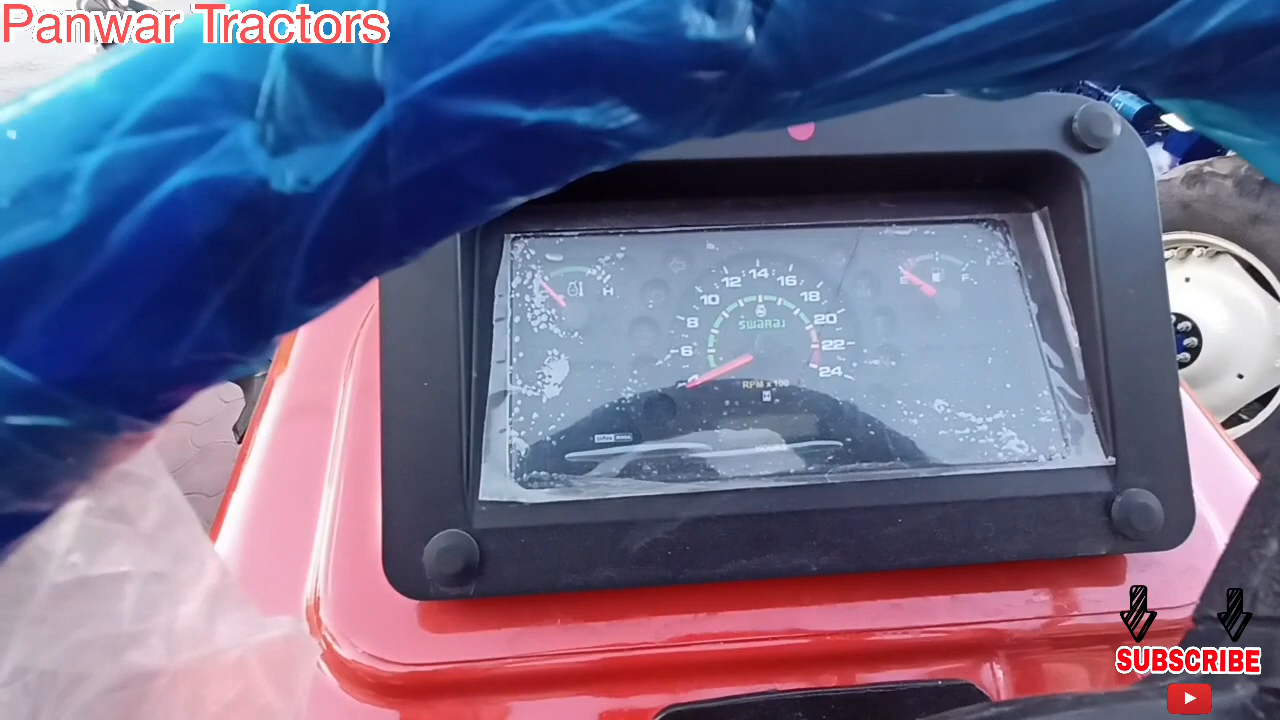 Panwar Tractors
H
E
F
14
12
16
10
18
8
20
6
22
24
SWARAJ
RPM x 100
SUBSCRIBE